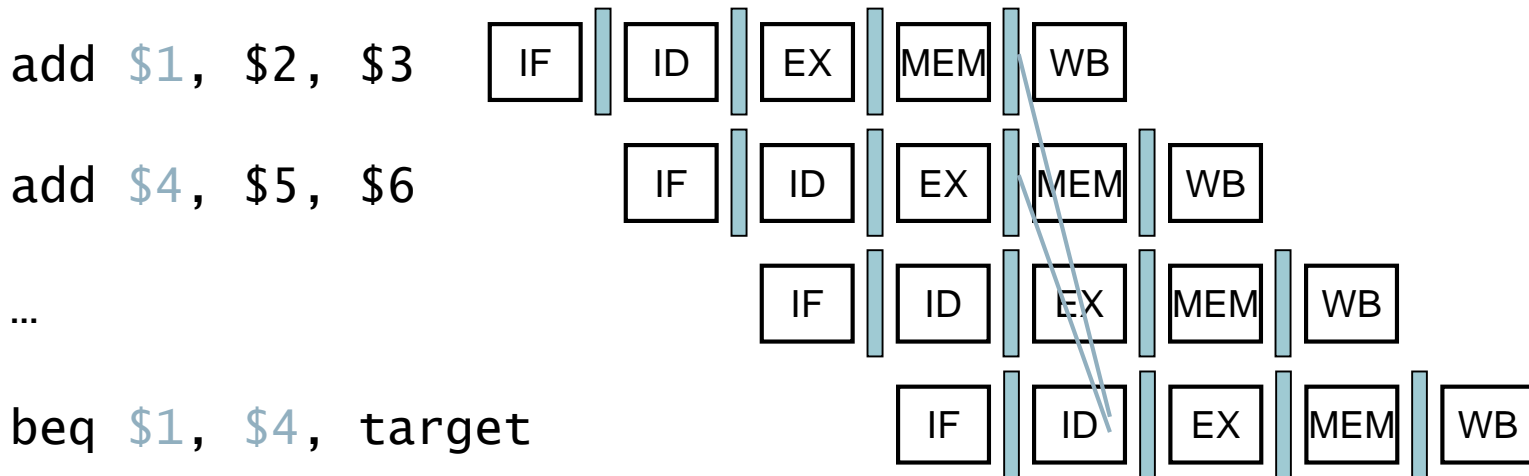 add $1, $2, $3 IF ID EX MEM WB
add $4, $5, $6 IF ID EX MEM WB
… IF ID EX MEM WB
beq $1, $4, target IF ID EX MEM WB